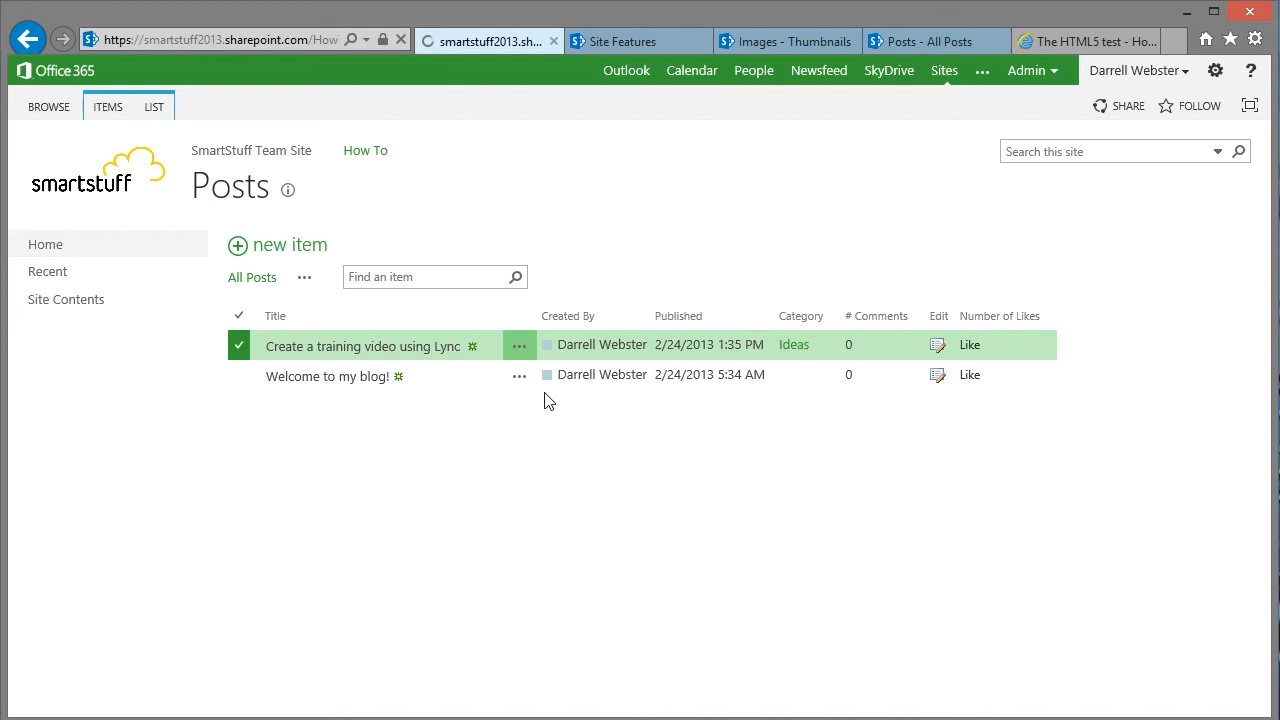 https://smartstuff2013.sharepoint.com/How
smartstuff2013.sh...
Site Features
Images - Thumbnails
Posts - All Posts
The HTML5 test - Ho...
Office 365
Outlook Calendar People Newsfeed SkyDrive Sites ... Admin
Darrell Webster
?
BROWSE ITEMS LIST
SHARE FOLLOW
smartstuff
SmartStuff Team Site How To
Posts
Search this site
Home
Recent
Site Contents
new item
All Posts ... Find an item
Title Created By Published Category # Comments Edit Number of Likes
Create a training video using Lync ... Darrell Webster 2/24/2013 1:35 PM Ideas 0 Like
Welcome to my blog! ... Darrell Webster 2/24/2013 5:34 AM 0 Like